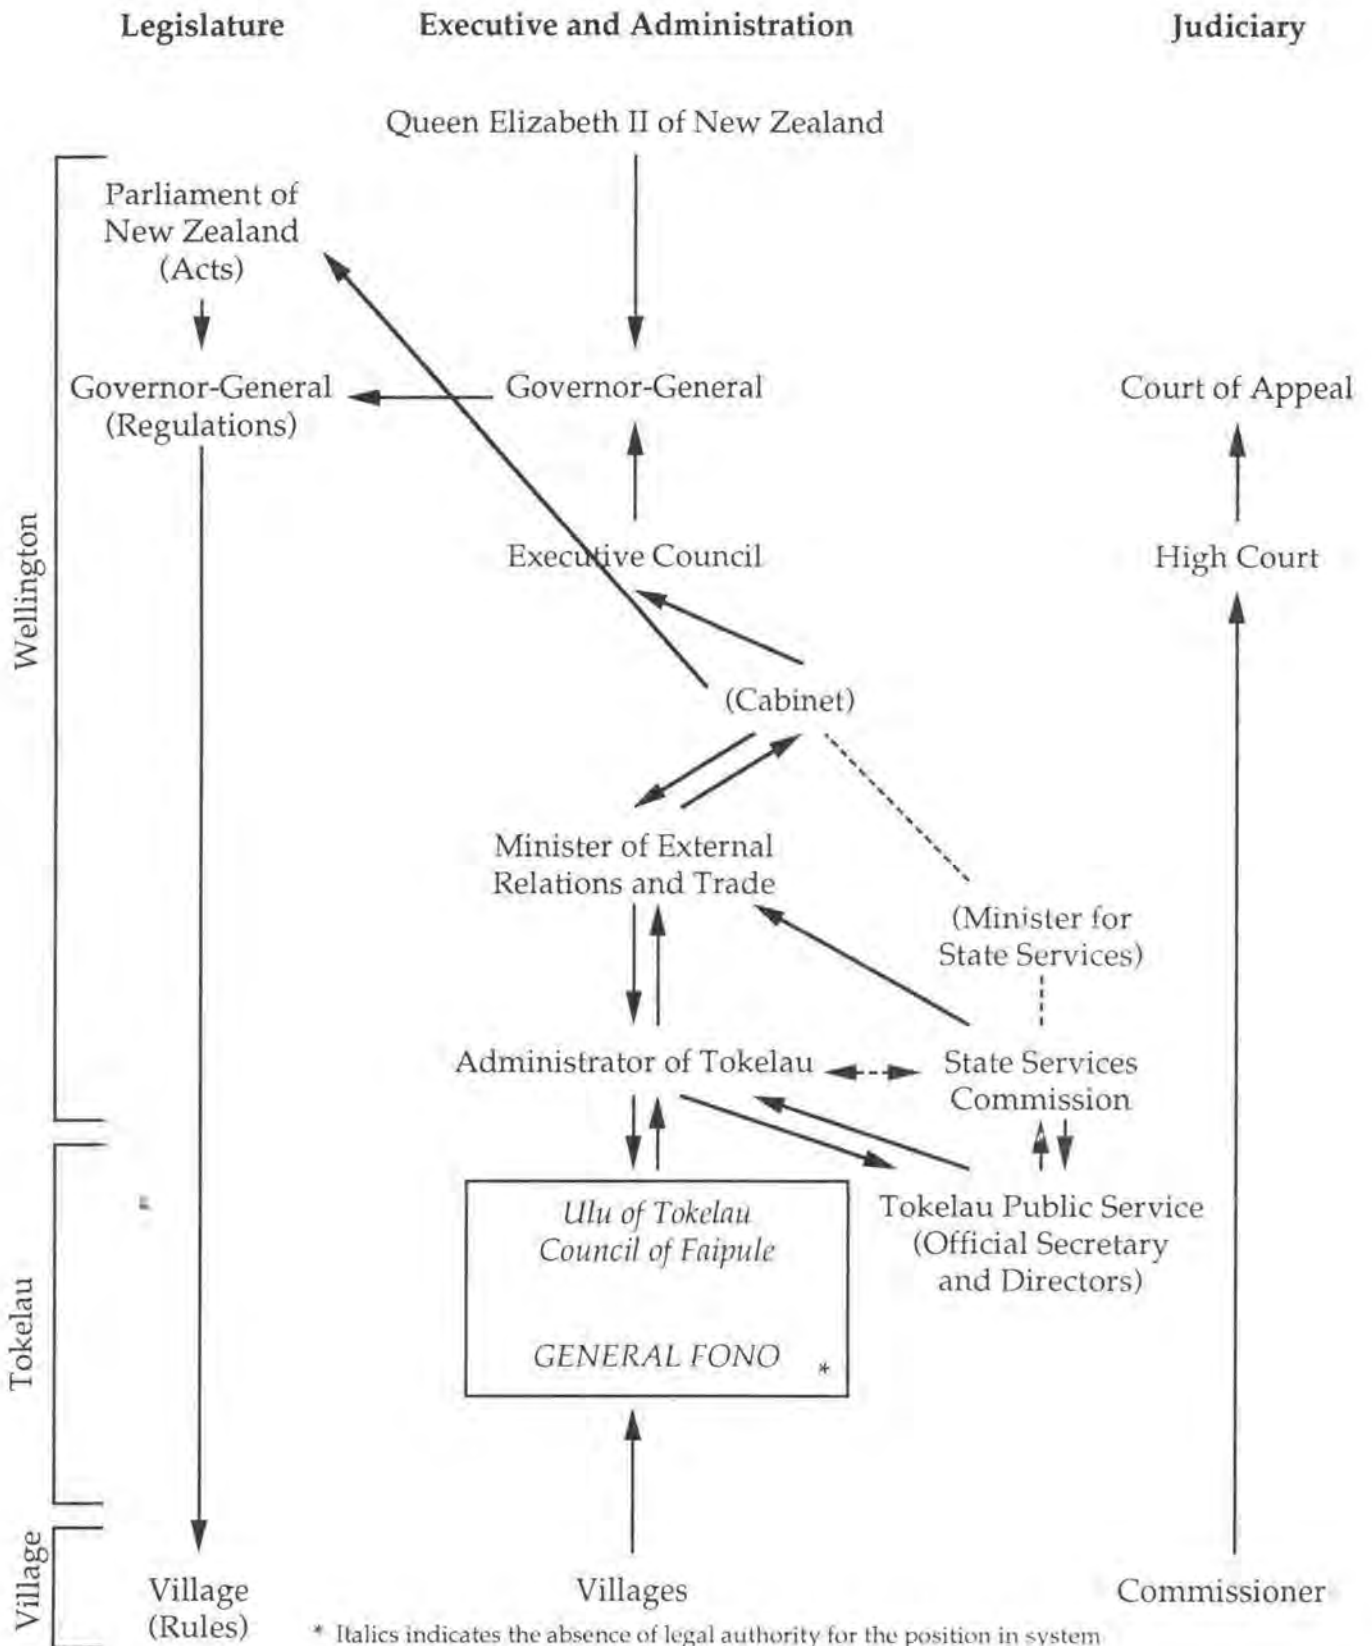 Legislature
Executive and Administration
Judiciary
Queen Elizabeth II of New Zealand
Parliament of
New Zealand
(Acts)
Governor-General
(Regulations)
Governor-General
Court of Appeal
Executive Council
High Court
Wellington
(Cabinet)
Minister of External
Relations and Trade
(Minister for
State Services)
Administrator of Tokelau
State Services
Commission
Tokelau
Ulu of Tokelau
Council of Faipule
GENERAL FONO *
Tokelau Public Service
(Official Secretary
and Directors)
Village
Village
(Rules)
Villages
Commissioner
* Italics indicates the absence of legal authority for the position in system